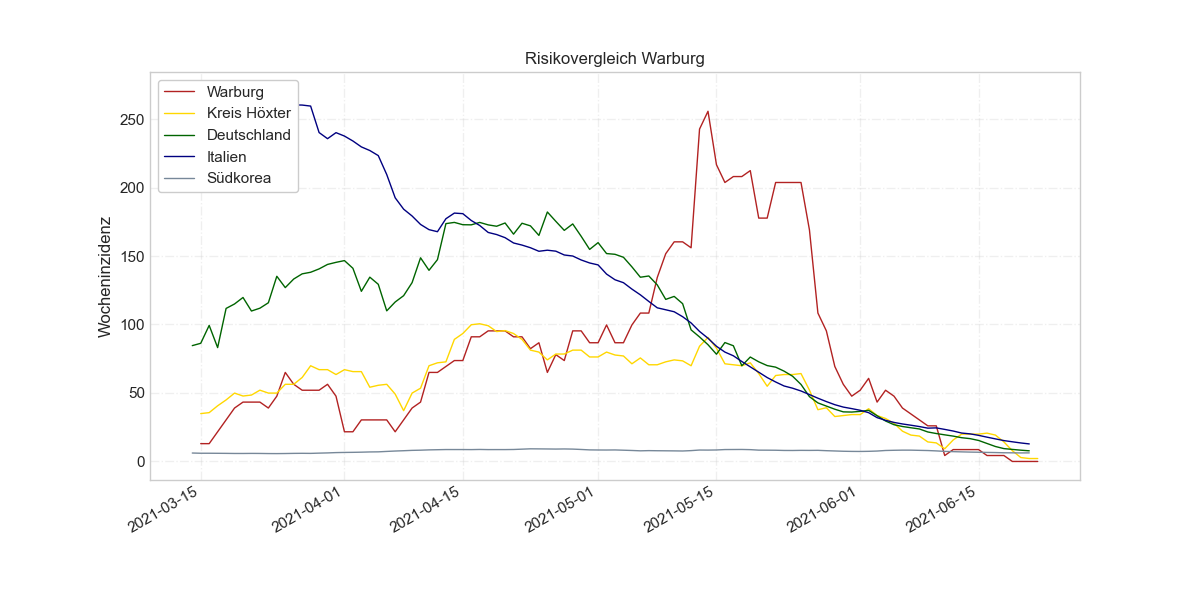 Risikovergleich Warburg
Warburg
Kreis Höxter
Deutschland
Italien
Südkorea
Wocheninzidenz
250
200
150
100
50
0
2021-03-15
2021-04-01
2021-04-15
2021-05-01
2021-05-15
2021-06-01
2021-06-15